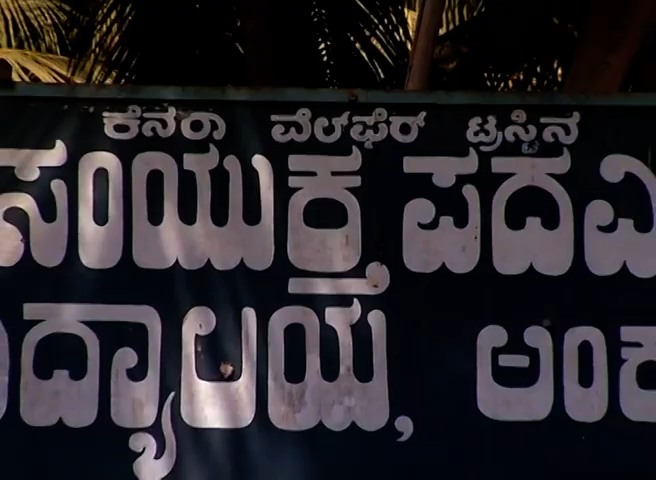 ಕೆನರಾ ವೆಲ್‌ಫೇರ್ ಟ್ರಸ್ಟಿನ
ಸಂಯುಕ್ತ ಪದವಿ
ವಿದ್ಯಾಲಯ, ಅಂಕ